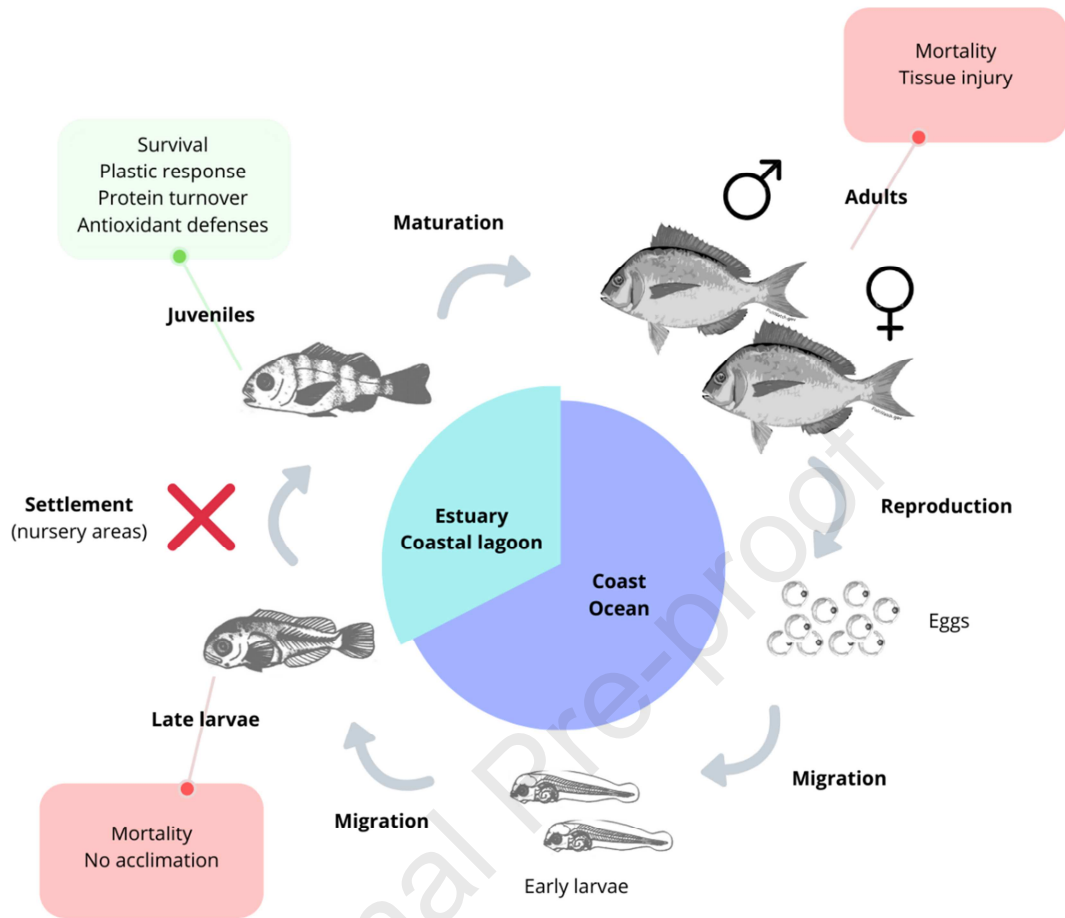 Mortality
Tissue injury
Survival
Plastic response
Protein turnover
Antioxidant defenses
Maturation
Adults
Juveniles
Settlement
(nursery areas)
Estuary
Coastal lagoon
Coast
Ocean
Reproduction
Eggs
Late larvae
Migration
Migration
Mortality
No acclimation
Early larvae
nal Pre-proof